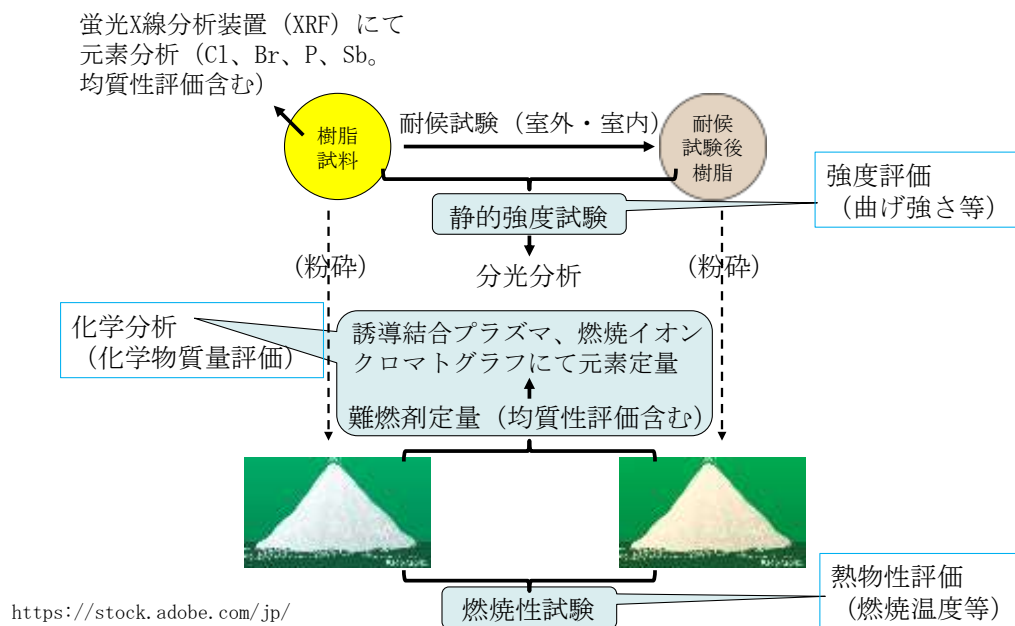 蛍光X線分析装置（XRF）にて
元素分析（Cl、Br、P、Sb。
均質性評価含む）
樹脂
試料
耐候試験（室外・室内）
耐候
試験後
樹脂
強度評価
（曲げ強さ等）
静的強度試験
（粉砕）
分光分析
（粉砕）
化学分析
（化学物質量評価）
誘導結合プラズマ、燃焼イオン
クロマトグラフにて元素定量
難燃剤定量（均質性評価含む）
熱物性評価
（燃焼温度等）
燃焼性試験
https://stock.adobe.com/jp/